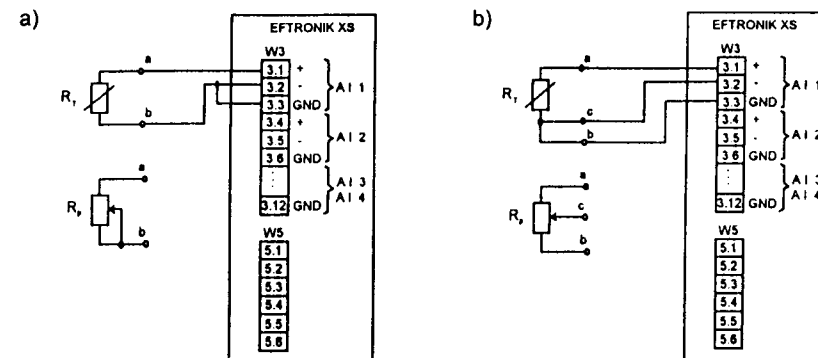 a)
EFTRONIK XS
W3
a
3.1 +
3.2 -
3.3 GND
AI 1
RT
b
3.4 +
3.5 -
3.6 GND
AI 2
a
AI 3
AI 4
3.12 GND
Rp
b
W5
5.1
5.2
5.3
5.4
5.5
5.6
b)
EFTRONIK XS
W3
a
3.1 +
3.2 -
3.3 GND
AI 1
RT
c
b
3.4 +
3.5 -
3.6 GND
AI 2
a
AI 3
AI 4
3.12 GND
Rp
c
b
W5
5.1
5.2
5.3
5.4
5.5
5.6